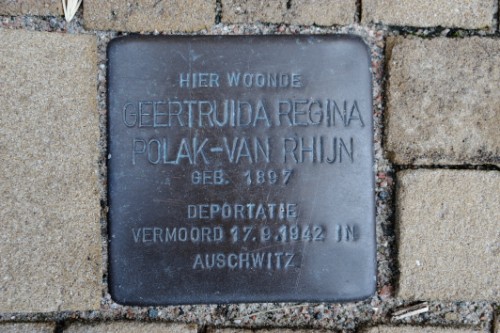 HIER WOONDE
GEERTRUIDA REGINA
POLAK-VAN RHIJN
GEB. 1897
DEPORTATIE
VERMOORD 17.9.1942 IN
AUSCHWITZ